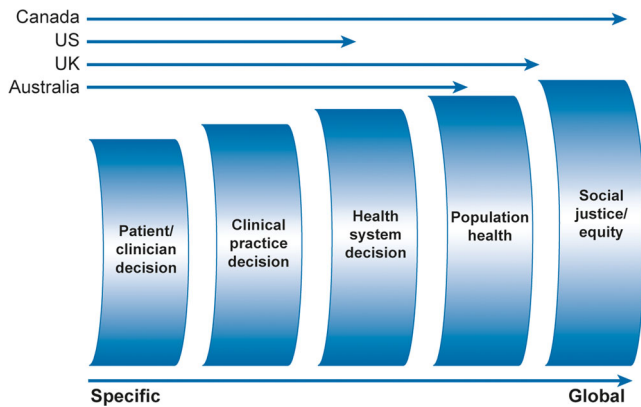 Canada
US
UK
Australia
Patient/
clinician
decision
Clinical
practice
decision
Health
system
decision
Population
health
Social
justice/
equity
Specific
Global